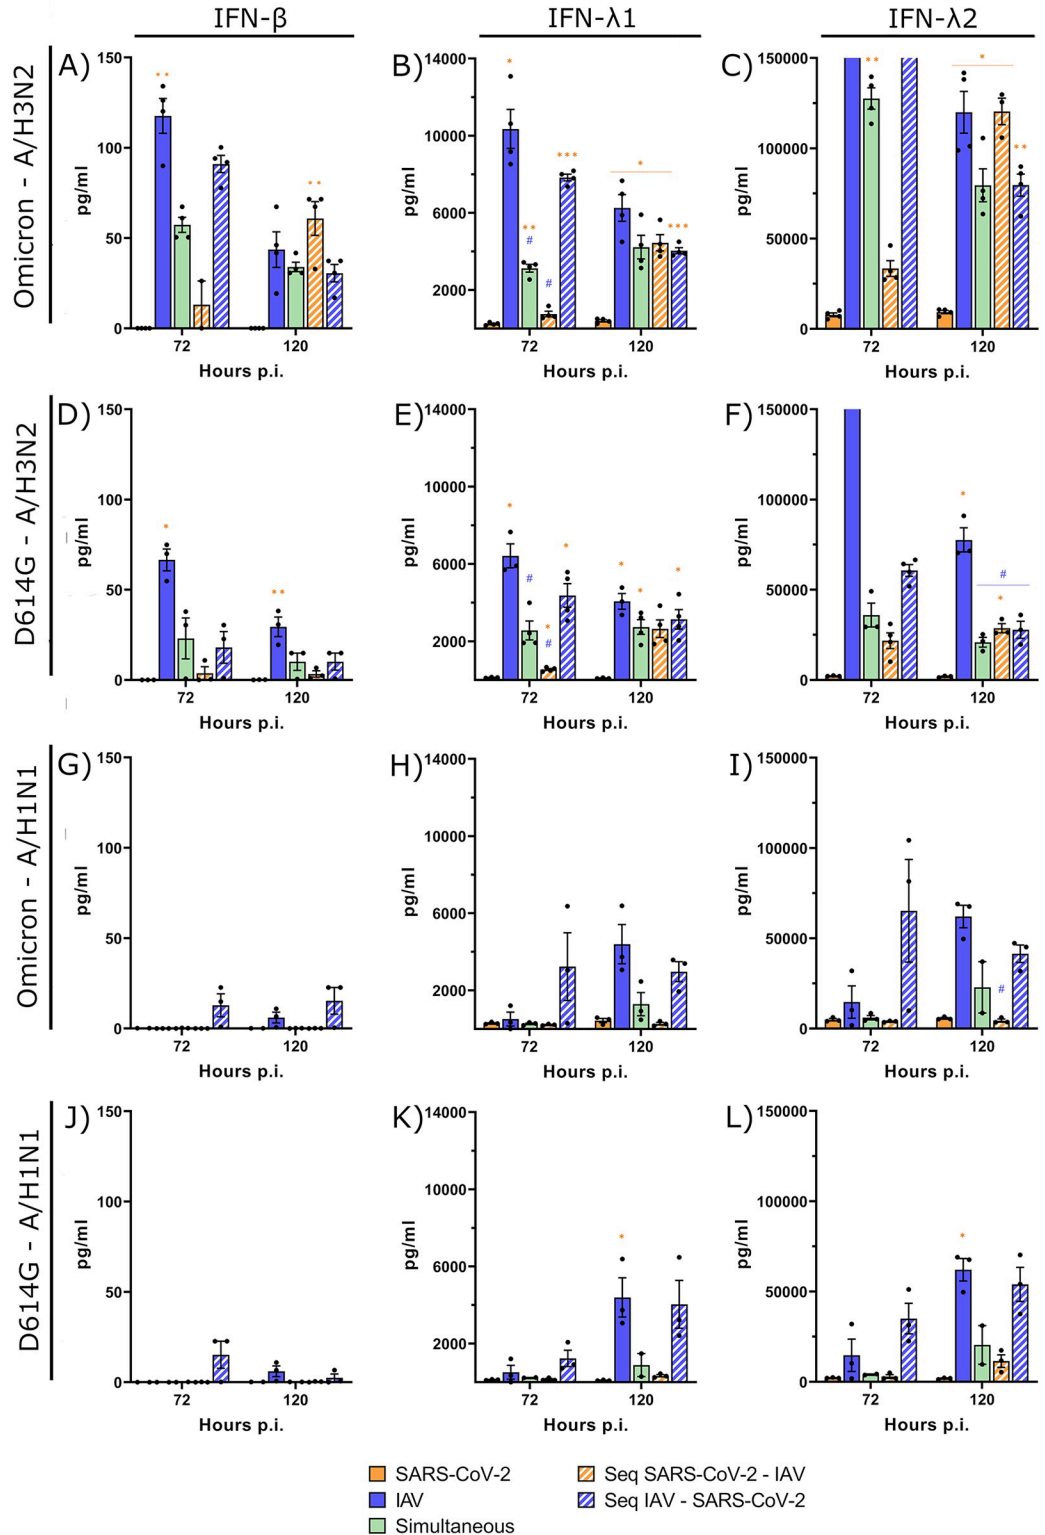 IFN-β IFN-λ1 IFN-λ2
Omicron - A/H3N2
A) B) C)
150 14000 150000
** * ** *
100 10000 100000
*** * **
pg/ml pg/ml pg/ml
** 6000 ***
50 ** # # 50000
2000
0 0
72 120 72 120 72 120
Hours p.i. Hours p.i. Hours p.i.
D614G - A/H3N2
D) E) F)
150 14000 150000
100 10000 100000
* * * *
pg/ml pg/ml pg/ml
** 6000 * * * #
50 # * # 50000 *
2000
0 0
72 120 72 120 72 120
Hours p.i. Hours p.i. Hours p.i.
Omicron - A/H1N1
G) H) I)
150 14000 150000
100 10000 100000
pg/ml pg/ml pg/ml
50 6000 50000
2000 #
0 0
72 120 72 120 72 120
Hours p.i. Hours p.i. Hours p.i.
D614G - A/H1N1
J) K) L)
150 14000 150000
100 10000 100000
pg/ml pg/ml pg/ml
* *
50 6000 50000
2000
0 0
72 120 72 120 72 120
Hours p.i. Hours p.i. Hours p.i.
SARS-CoV-2 Seq SARS-CoV-2 - IAV
IAV Seq IAV - SARS-CoV-2
Simultaneous